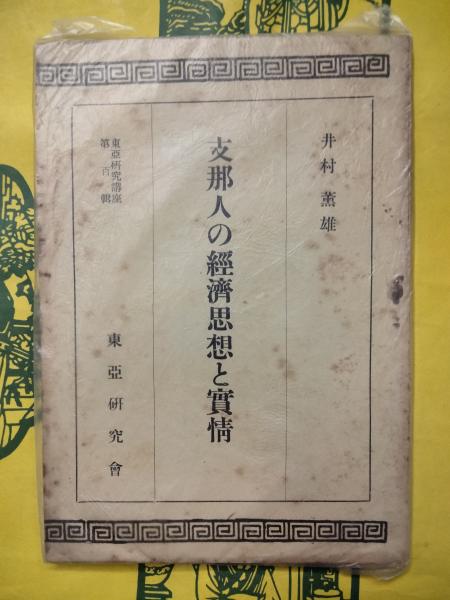 井村薫雄
支那人の經濟思想と實情
東亞研究講座
第百輯
東亞研究會